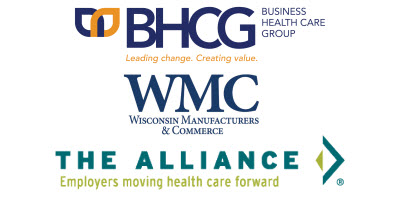 BHCG
BUSINESS
HEALTH CARE
GROUP
Leading change. Creating value.
WMC
WISCONSIN MANUFACTURERS
& COMMERCE
THE ALLIANCE
Employers moving health care forward
®